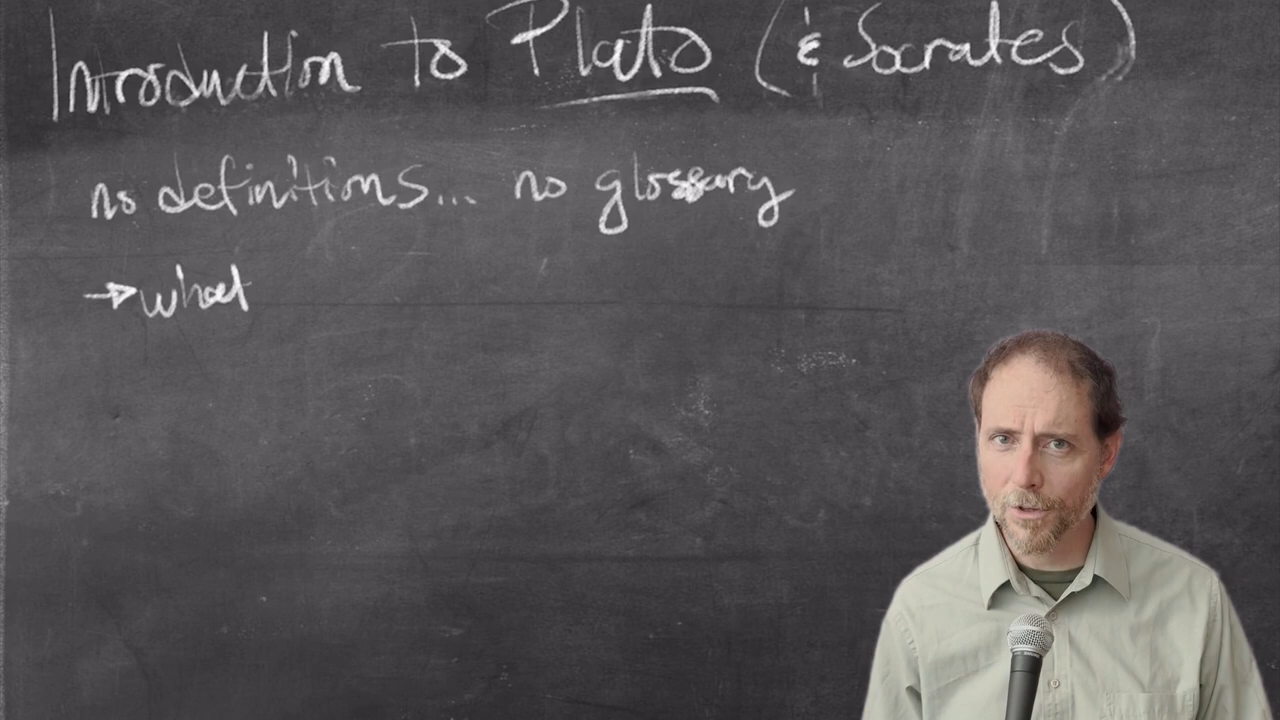 Introduction to Plato (& Socrates)
no definitions... no glossary
→what